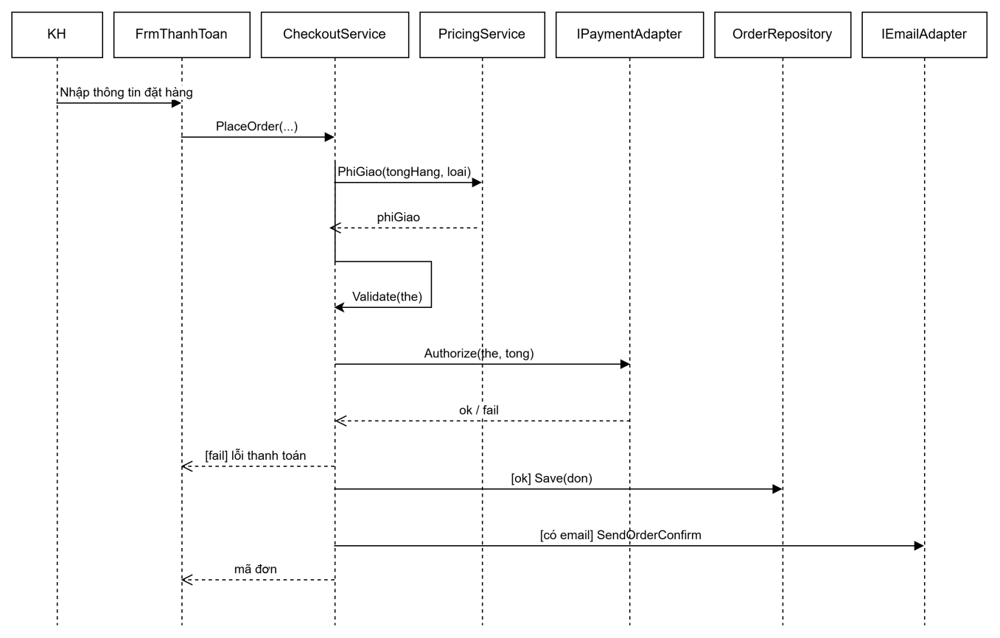 KH
FrmThanhToan
CheckoutService
PricingService
IPaymentAdapter
OrderRepository
IEmailAdapter
Nhập thông tin đặt hàng
PlaceOrder(...)
PhiGiao(tongHang, loai)
phiGiao
Validate(the)
Authorize(the, tong)
ok / fail
[fail] lỗi thanh toán
[ok] Save(don)
[có email] SendOrderConfirm
mã đơn